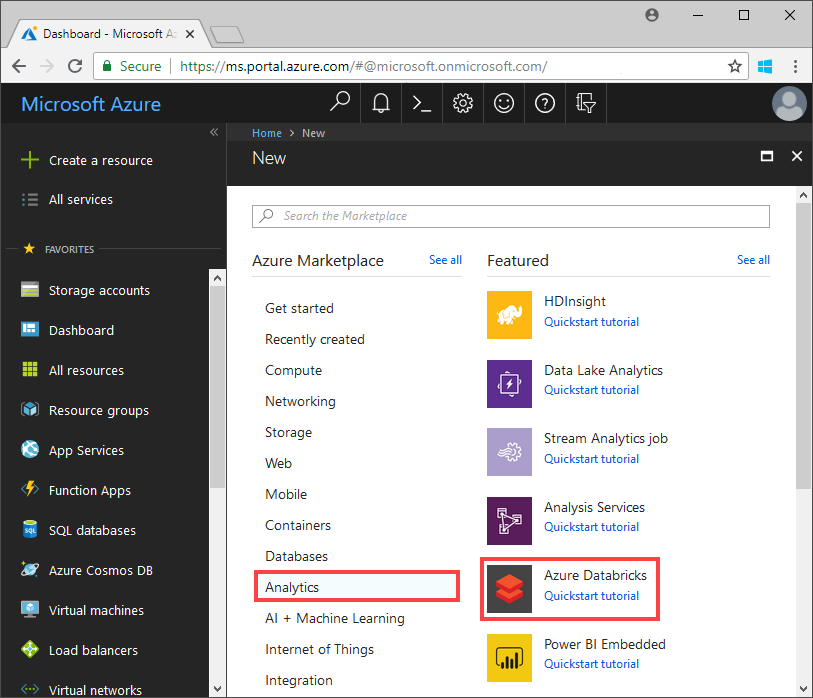 Dashboard - Microsoft Az
Secure
https://ms.portal.azure.com/#@microsoft.onmicrosoft.com/
Microsoft Azure
Create a resource
All services
FAVORITES
Storage accounts
Dashboard
All resources
Resource groups
App Services
Function Apps
SQL
SQL databases
Azure Cosmos DB
Virtual machines
Load balancers
Virtual networks
Home > New
New
Search the Marketplace
Azure Marketplace
See all
Get started
Recently created
Compute
Networking
Storage
Web
Mobile
Containers
Databases
Analytics
AI + Machine Learning
Internet of Things
Integration
Featured
See all
HDInsight
Quickstart tutorial
Data Lake Analytics
Quickstart tutorial
Stream Analytics job
Quickstart tutorial
Analysis Services
Quickstart tutorial
Azure Databricks
Quickstart tutorial
Power BI Embedded
Quickstart tutorial